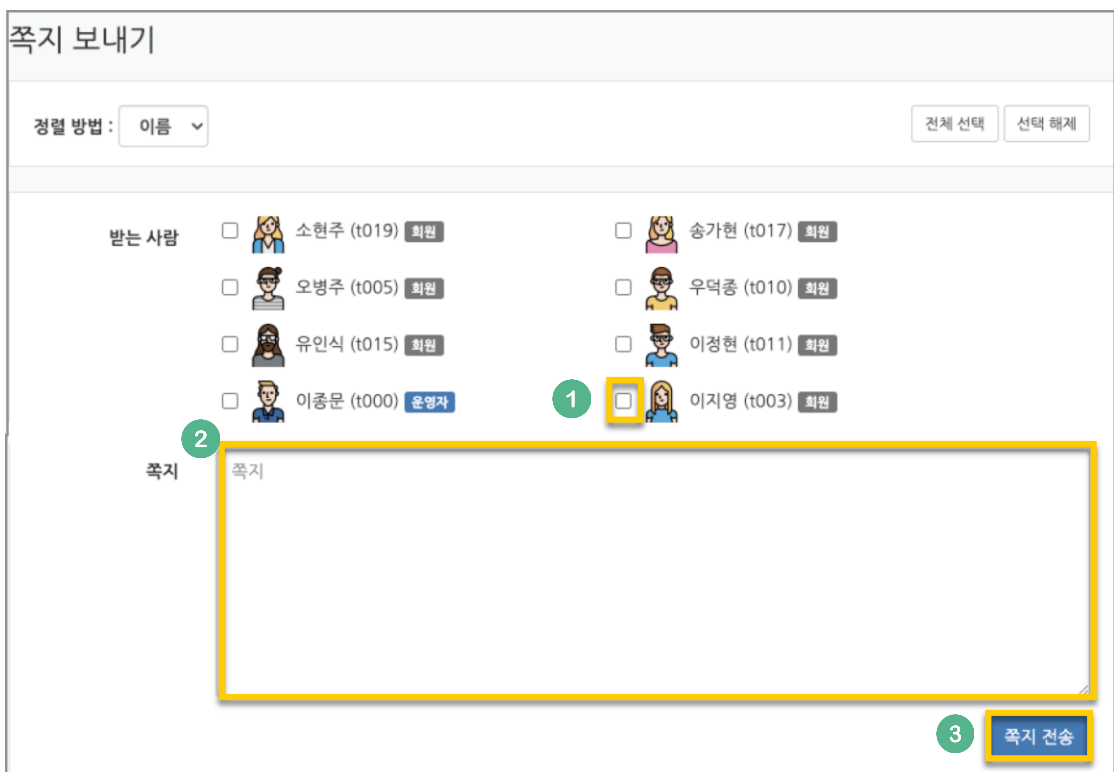 쪽지 보내기
정렬 방법 : 이름 전체 선택 선택 해제
받는 사람 소현주 (t019) 회원 송가현 (t017) 회원
오병주 (t005) 회원 우덕종 (t010) 회원
유인식 (t015) 회원 이정현 (t011) 회원
이종문 (t000) 운영자 1 이지영 (t003) 회원
2
쪽지 쪽지
3 쪽지 전송